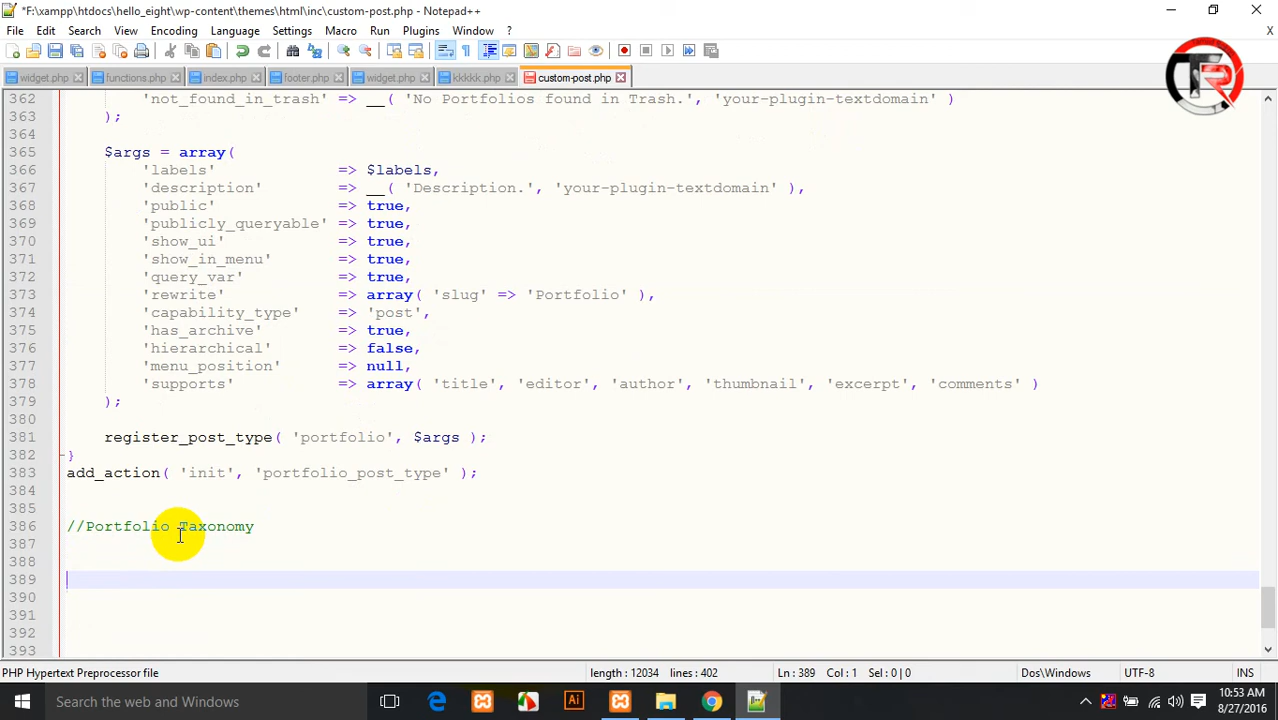 *F:\xampp\htdocs\hello_eight\wp-content\themes\html\inc\custom-post.php - Notepad++
File Edit Search View Encoding Language Settings Macro Run Plugins Window ?
widget.php functions.php index.php footer.php widget.php kkkkk.php custom-post.php
TR
362 'not_found_in_trash' => __( 'No Portfolios found in Trash.', 'your-plugin-textdomain' )
363 );
364
365 $args = array(
366 'labels' => $labels,
367 'description' => __( 'Description.', 'your-plugin-textdomain' ),
368 'public' => true,
369 'publicly_queryable' => true,
370 'show_ui' => true,
371 'show_in_menu' => true,
372 'query_var' => true,
373 'rewrite' => array( 'slug' => 'Portfolio' ),
374 'capability_type' => 'post',
375 'has_archive' => true,
376 'hierarchical' => false,
377 'menu_position' => null,
378 'supports' => array( 'title', 'editor', 'author', 'thumbnail', 'excerpt', 'comments' )
379 );
380
381 register_post_type( 'portfolio', $args );
382 }
383 add_action( 'init', 'portfolio_post_type' );
384
385
386 //Portfolio Taxonomy
387
388
389
390
391
392
393
PHP Hypertext Preprocessor file length : 12034 lines : 402 Ln : 389 Col : 1 Sel : 0 | 0 Dos\Windows UTF-8 INS
Search the web and Windows
Ai
10:53 AM
8/27/2016